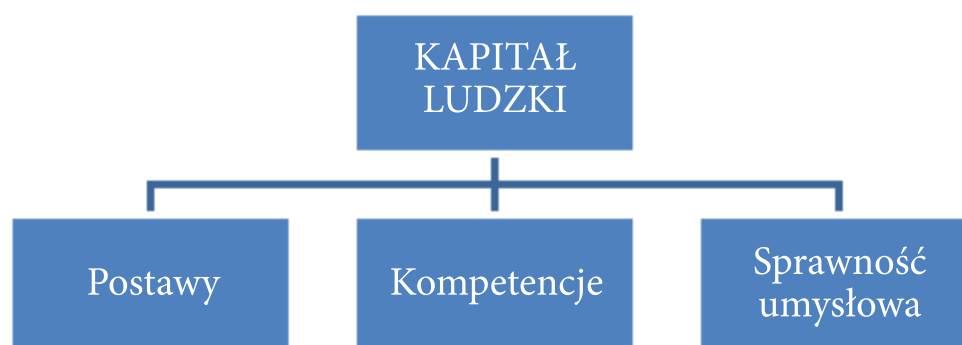 KAPITAŁ
LUDZKI
Postawy
Kompetencje
Sprawność
umysłowa